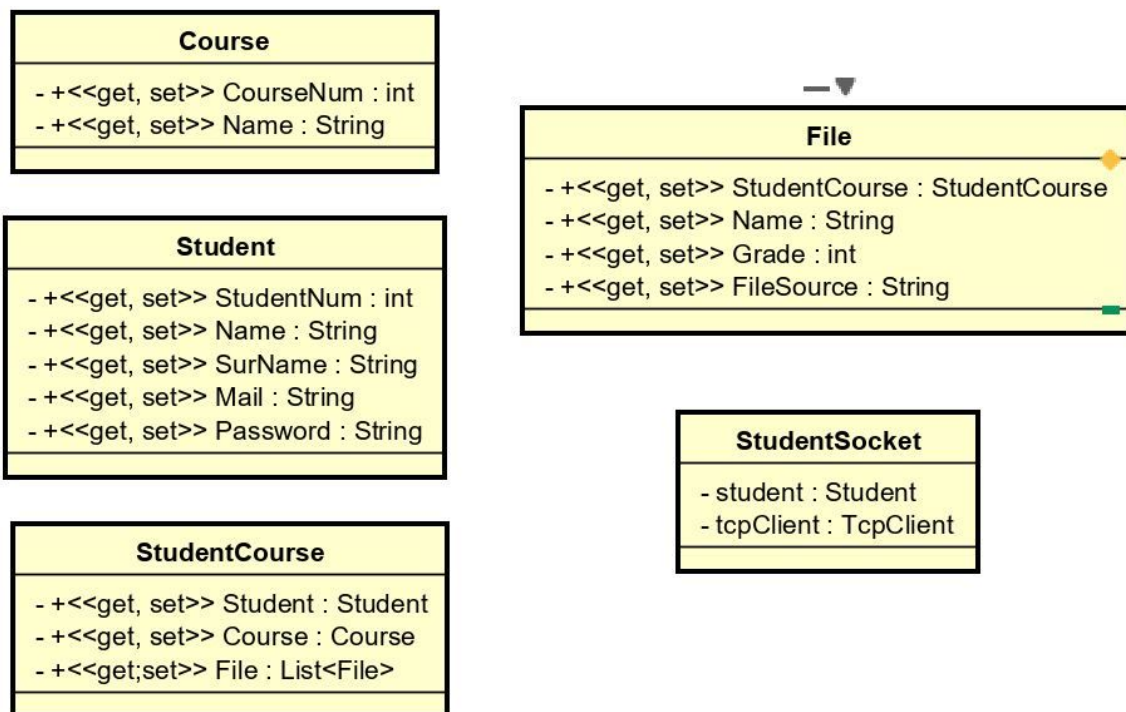 Course
- +<<get, set>> CourseNum : int
- +<<get, set>> Name : String
Student
- +<<get, set>> StudentNum : int
- +<<get, set>> Name : String
- +<<get, set>> SurName : String
- +<<get, set>> Mail : String
- +<<get, set>> Password : String
StudentCourse
- +<<get, set>> Student : Student
- +<<get, set>> Course : Course
- +<<get;set>> File : List<File>
File
- +<<get, set>> StudentCourse : StudentCourse
- +<<get, set>> Name : String
- +<<get, set>> Grade : int
- +<<get, set>> FileSource : String
StudentSocket
- student : Student
- tcpClient : TcpClient